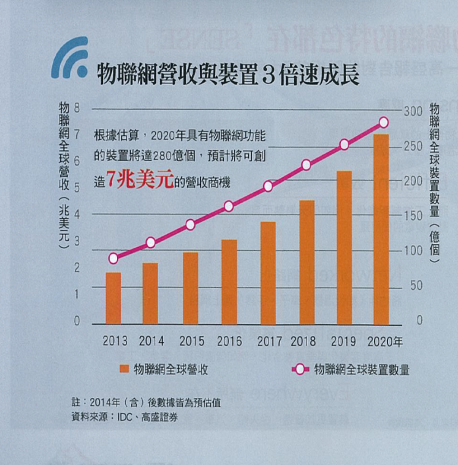 物聯網營收與裝置3倍速成長
物聯網全球營收（兆美元）
8
7
6
5
4
3
2
1
0
根據估算，2020年具有物聯網功能
的裝置將達280億個，預計將可創
造7兆美元的營收商機
300
250
200
150
100
50
0
物聯網全球裝置數量（億個）
2013 2014 2015 2016 2017 2018 2019 2020年
物聯網全球營收 物聯網全球裝置數量
註：2014年（含）後數據皆為預估值
資料來源：IDC、高盛證券